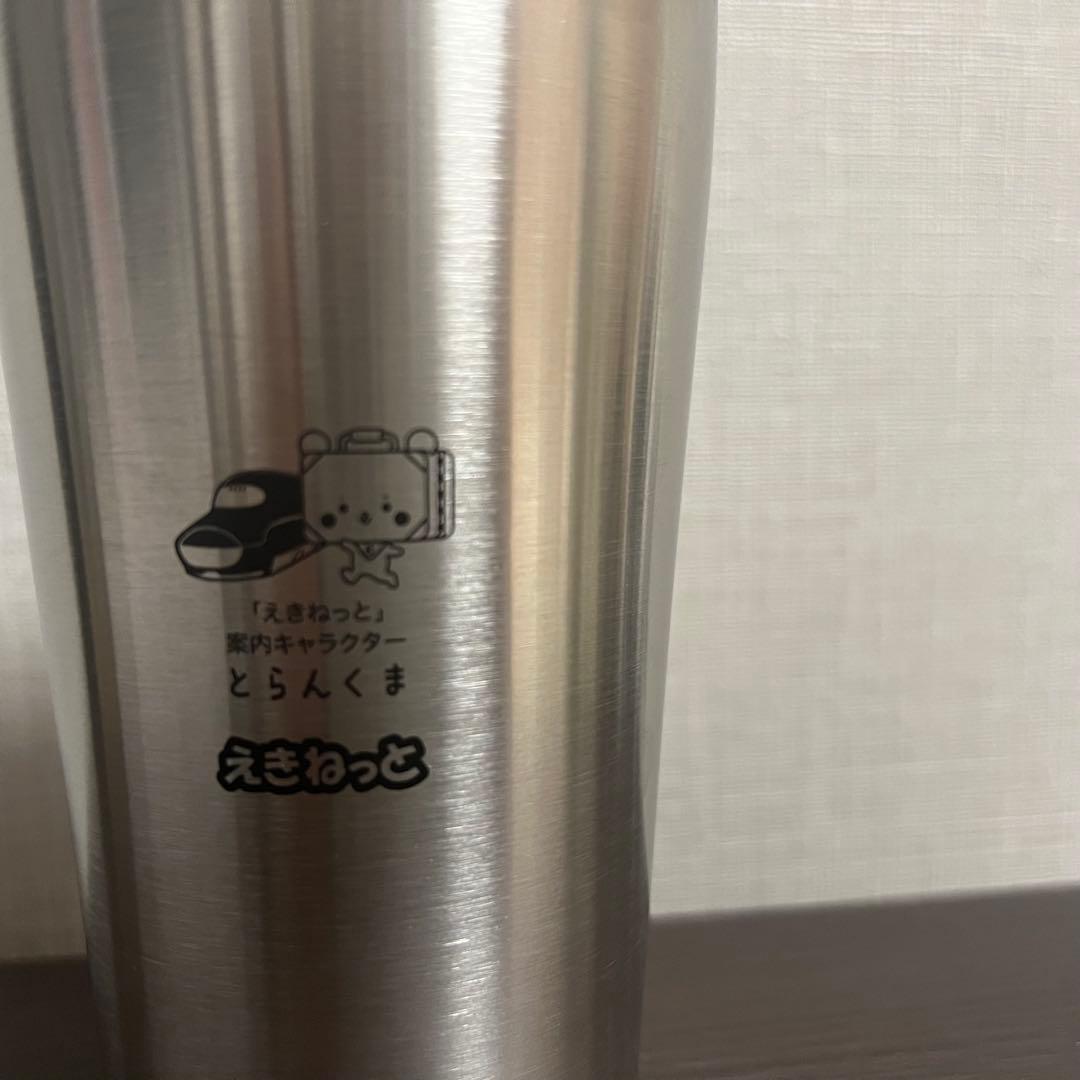 「えきねっと」
案内キャラクター
とらんくま
えきねっと